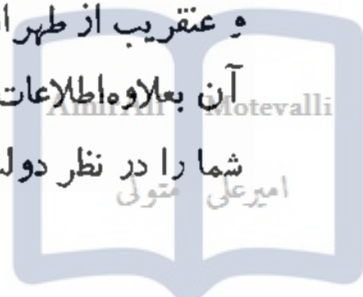 و عنقریب از طهرا
آن بعلاوه اطلاعات
AmirAli Motevalli
شما را در نظر دول
امیرعلی متولی